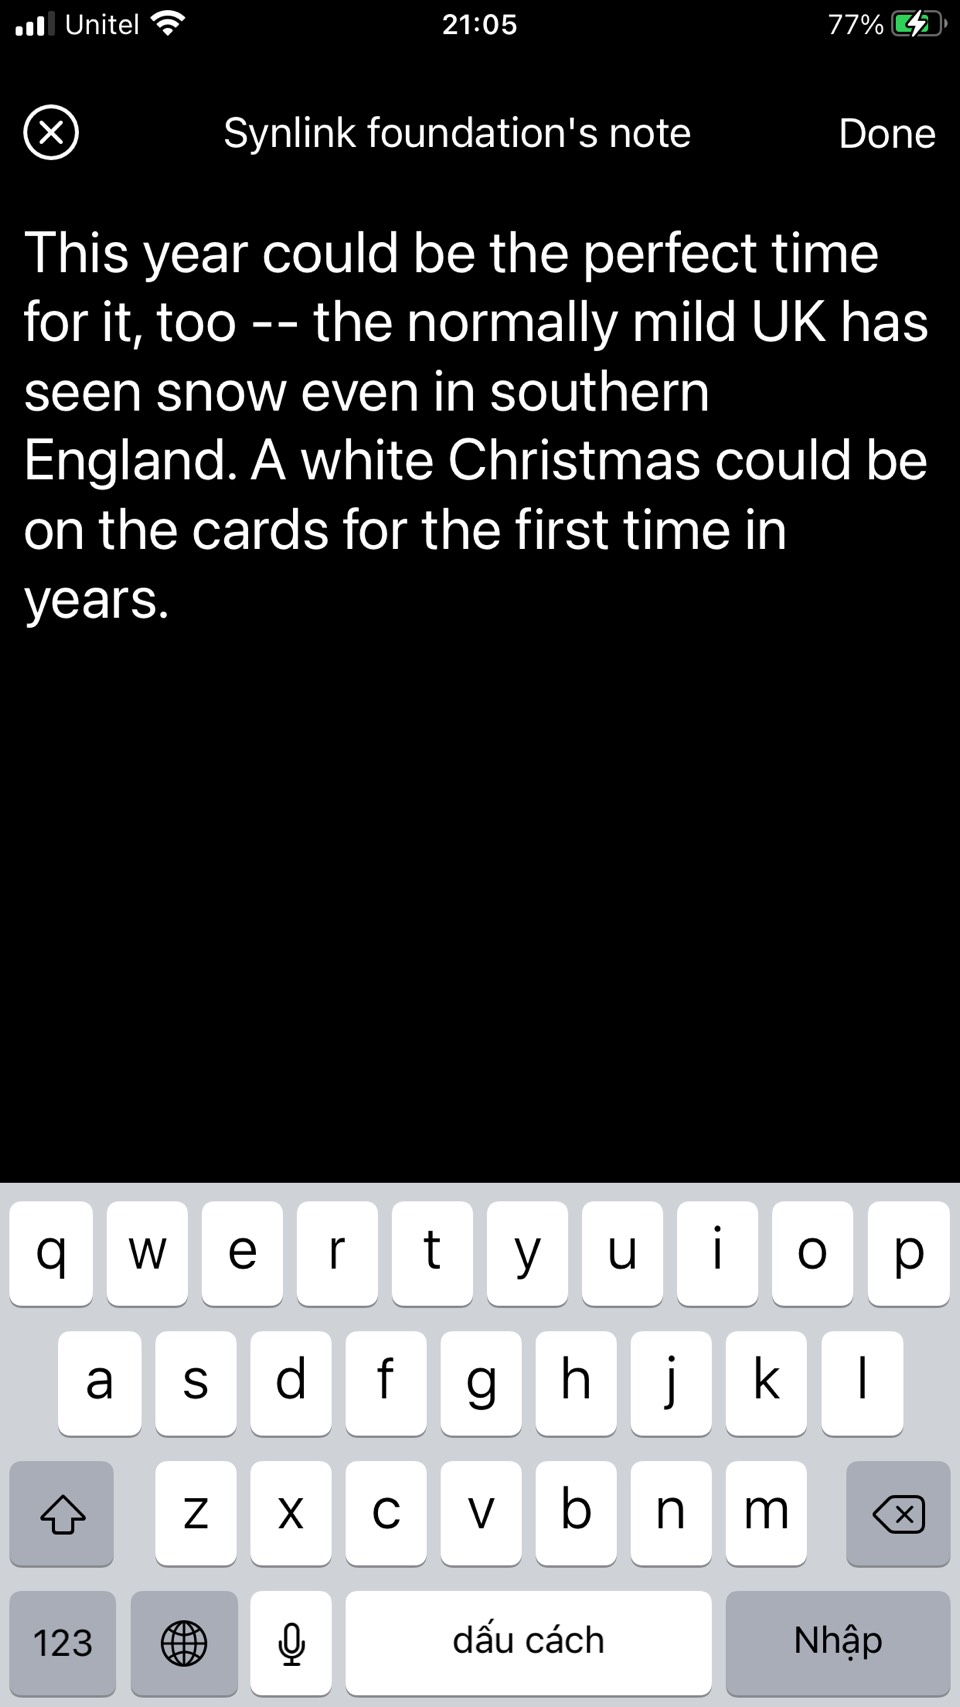 Unitel 21:05 77%
Synlink foundation's note Done
This year could be the perfect time
for it, too -- the normally mild UK has
seen snow even in southern
England. A white Christmas could be
on the cards for the first time in
years.
q w e r t y u i o p
a s d f g h j k l
z x c v b n m
123 dấu cách Nhập